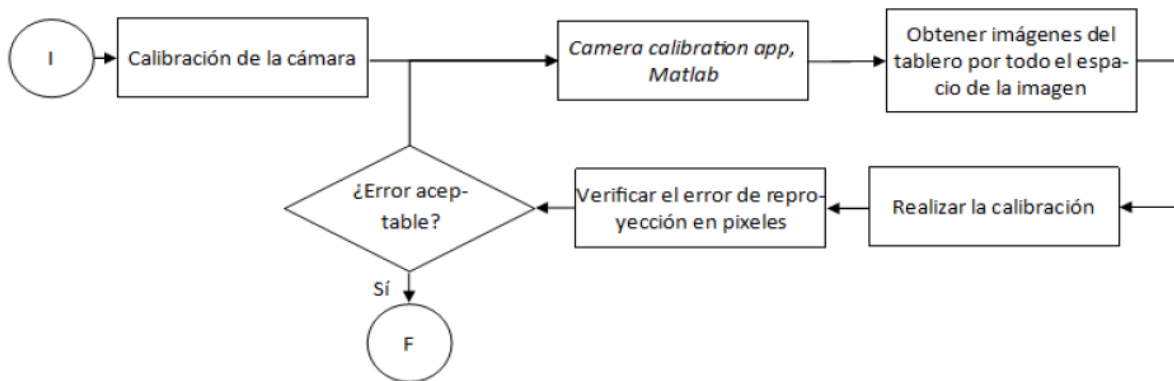 I
Calibración de la cámara
Camera calibration app,
Matlab
Obtener imágenes del
tablero por todo el espa-
cio de la imagen
Realizar la calibración
Verificar el error de repro-
yección en pixeles
¿Error acep-
table?
Sí
F